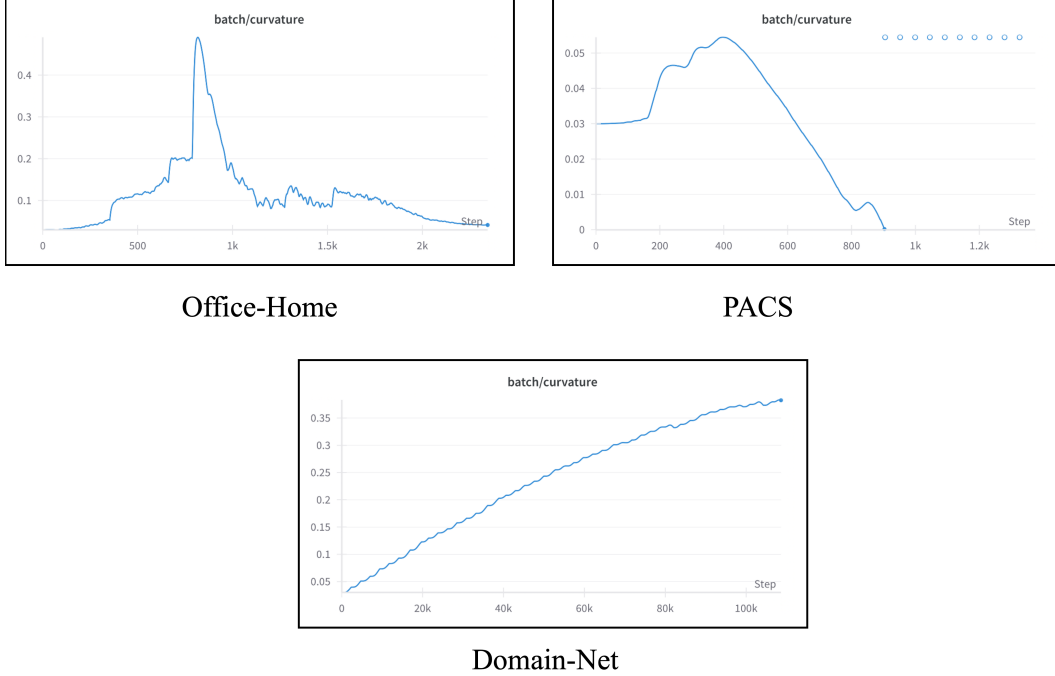 batch/curvature
0.4
0.3
0.2
0.1
Step
0 500 1k 1.5k 2k
Office-Home
batch/curvature
0.05
0.04
0.03
0.02
0.01
0
Step
0 200 400 600 800 1k 1.2k
PACS
batch/curvature
0.35
0.3
0.25
0.2
0.15
0.1
0.05
Step
0 20k 40k 60k 80k 100k
Domain-Net